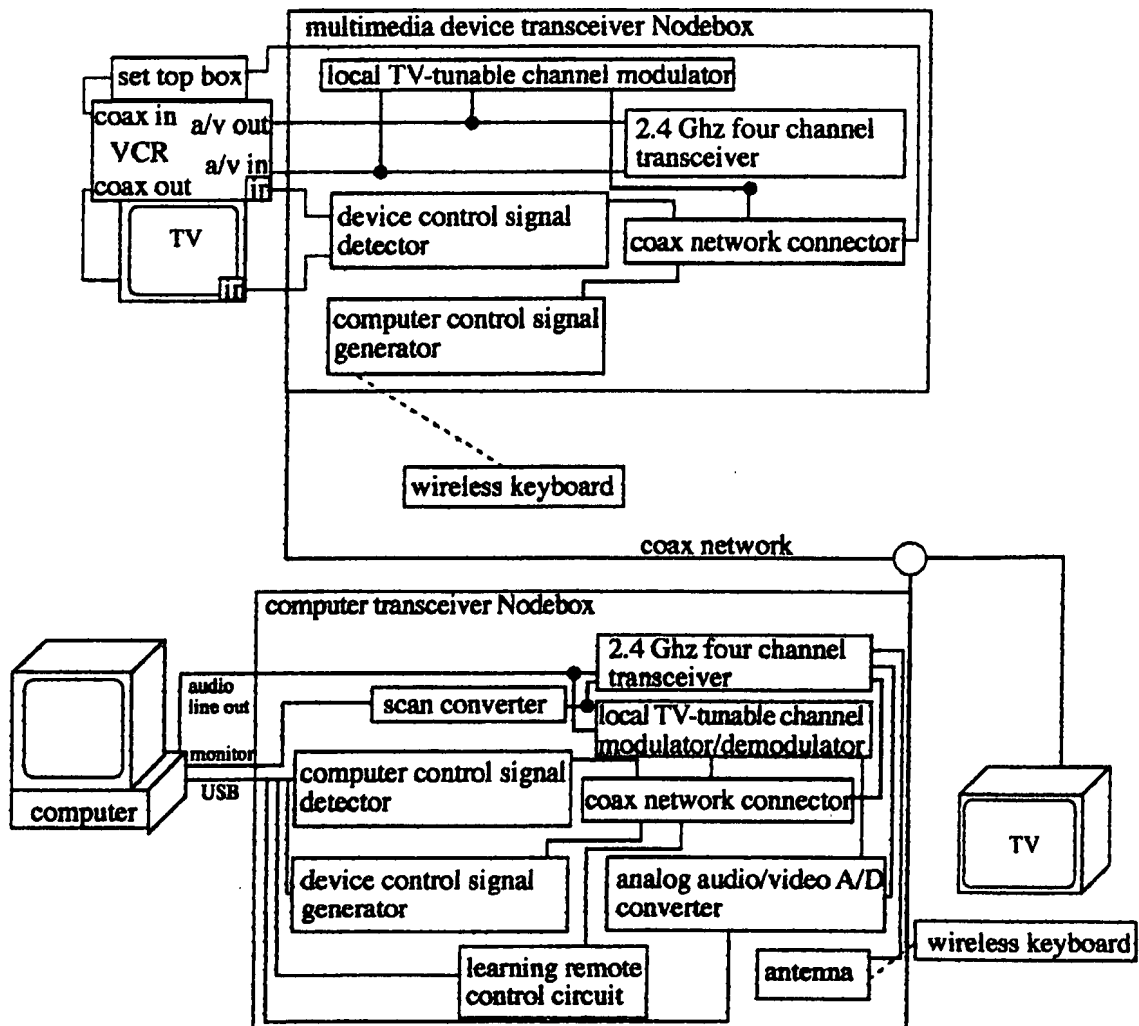 multimedia device transceiver Nodebox
set top box
local TV-tunable channel modulator
coax in
a/v out
2.4 Ghz four channel
transceiver
VCR
a/v in
coax out
in
device control signal
detector
TV
coax network connector
in
computer control signal
generator
wireless keyboard
coax network
computer transceiver Nodebox
2.4 Ghz four channel
transceiver
audio
line out
scan converter
local TV-tunable channel
modulator/demodulator
monitor
computer control signal
detector
USB
coax network connector
computer
TV
device control signal
generator
analog audio/video A/D
converter
wireless keyboard
learning remote
control circuit
antenna